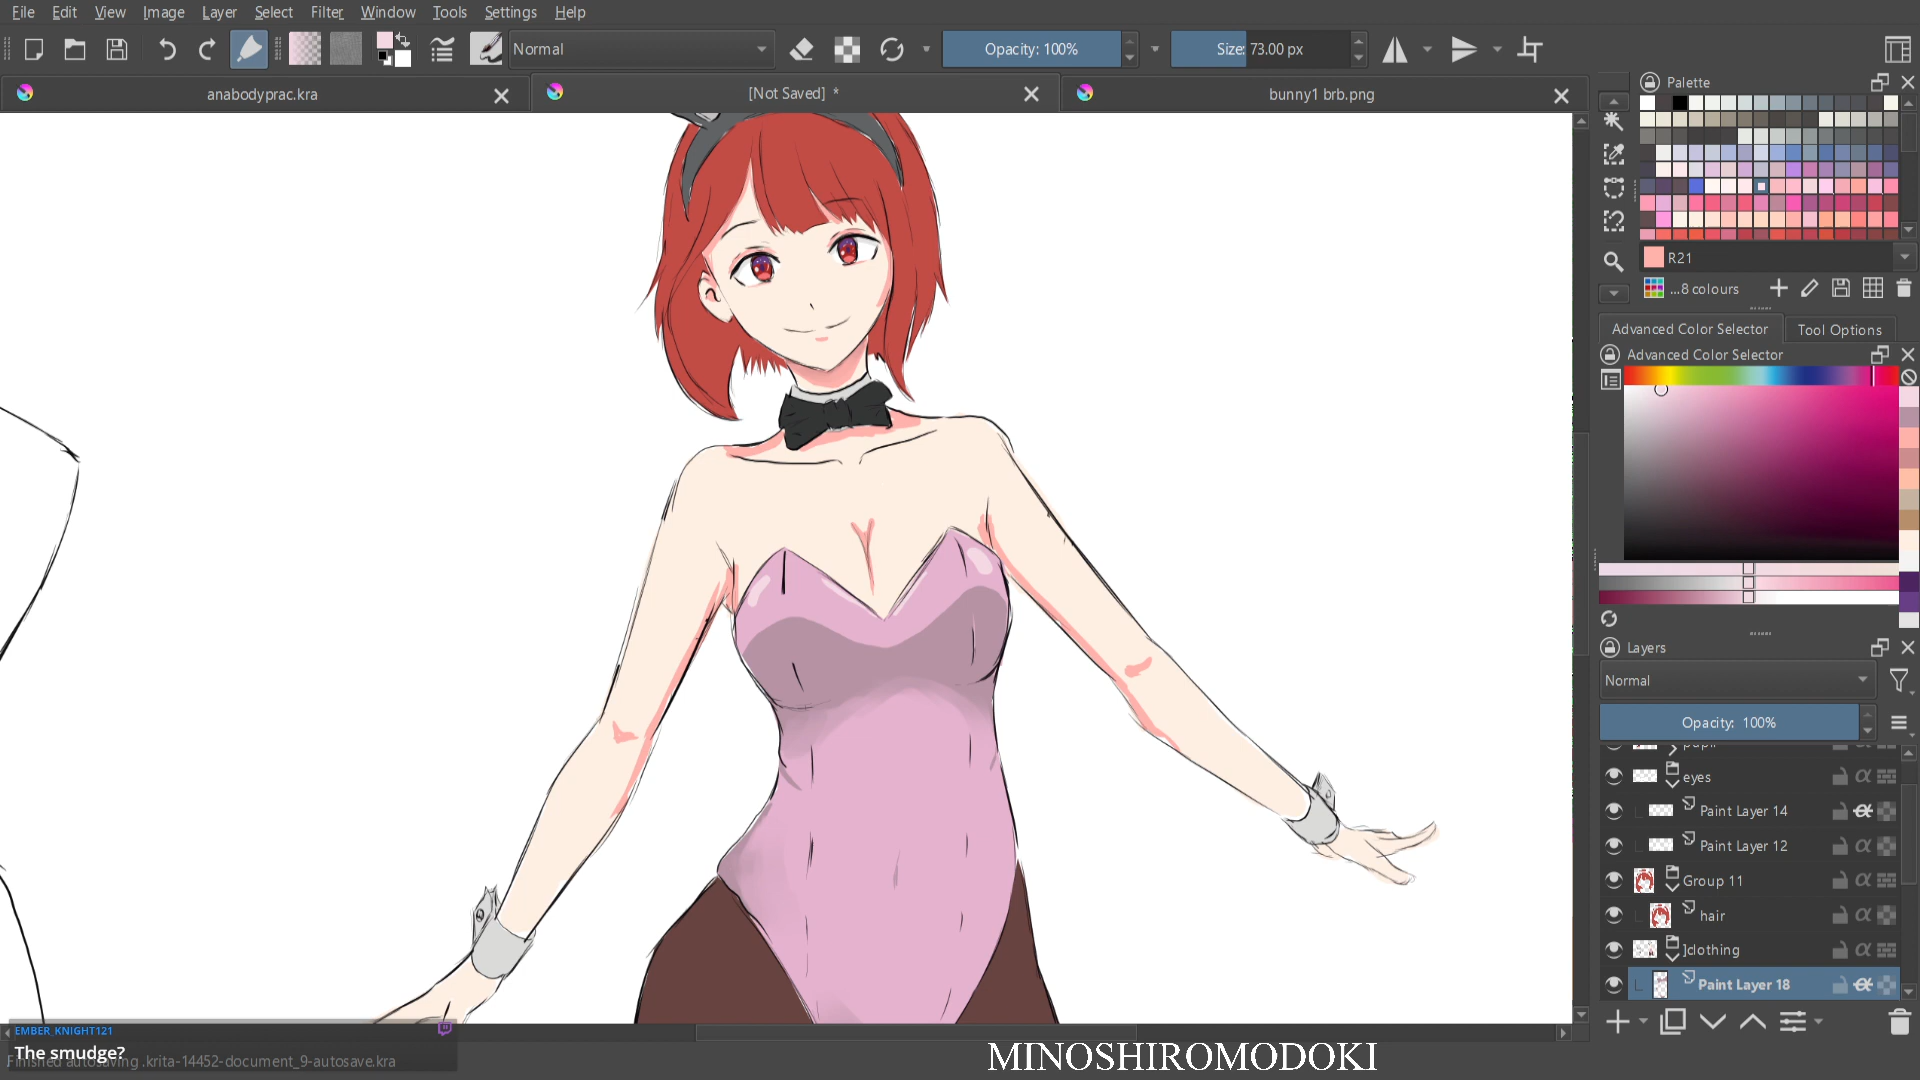 File Edit View Image Layer Select Filter Window Tools Settings Help
Normal Opacity: 100% Size: 73.00 px
anabodyprac.kra [Not Saved] * bunny1 brb.png
Palette
R21
...8 colours
Advanced Color Selector Tool Options
Advanced Color Selector
Layers
Normal
Opacity: 100%
eyes
Paint Layer 14
Paint Layer 12
Group 11
hair
]clothing
Paint Layer 18
EMBER_KNIGHT121
The smudge?
Finished autosaving .krita-14452-document_9-autosave.kra
MINOSHIROMODOKI